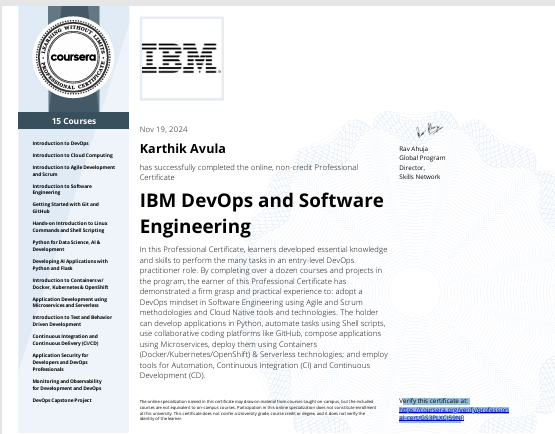 LEARNING WITHOUT LIMITS
coursera
PROFESSIONAL CERTIFICATE
IBM
15 Courses
Introduction to DevOps
Introduction to Cloud Computing
Introduction to Agile Development
and Scrum
Introduction to Software
Engineering
Getting Started with Git and
GitHub
Hands-on Introduction to Linux
Commands and Shell Scripting
Python for Data Science, AI &
Development
Developing AI Applications with
Python and Flask
Introduction to Containers w/
Docker, Kubernetes & OpenShift
Application Development using
Microservices and Serverless
Introduction to Test and Behavior
Driven Development
Continuous Integration and
Continuous Delivery (CI/CD)
Application Security for
Developers and DevOps
Professionals
Monitoring and Observability
for Development and DevOps
DevOps Capstone Project
Nov 19, 2024
Karthik Avula
has successfully completed the online, non-credit Professional
Certificate
IBM DevOps and Software
Engineering
In this Professional Certificate, learners developed essential knowledge
and skills to perform the many tasks in an entry-level DevOps
practitioner role. By completing over a dozen courses and projects in
the program, the earner of this Professional Certificate has
demonstrated a firm grasp and practical experience to: adopt a
DevOps mindset in Software Engineering using Agile and Scrum
methodologies and Cloud Native tools and technologies. The holder
can develop applications in Python, automate tasks using Shell scripts,
use collaborative coding platforms like GitHub, compose applications
using Microservices, deploy them using Containers
(Docker/Kubernetes/OpenShift) & Serverless technologies; and employ
tools for Automation, Continuous Integration (CI) and Continuous
Development (CD).
Rav Ahuja
Global Program
Director,
Skills Network
The online specialization named in this certificate may draw on material from courses taught on-campus, but the included
courses are not equivalent to on-campus courses. Participation in this online specialization does not constitute enrollment
at this university. This certificate does not confer a University grade, course credit or degree, and it does not verify the
identity of the learner.
Verify this certificate at:
https://coursera.org/verify/profession
al-cert/